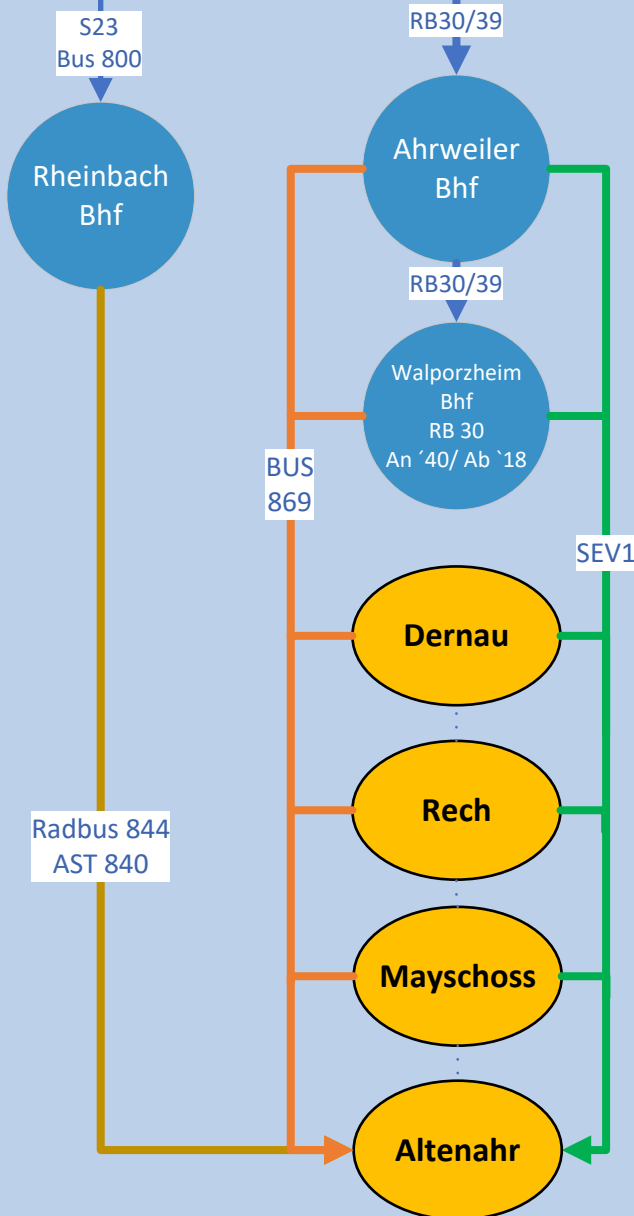 S23
Bus 800
RB30/39
Rheinbach
Bhf
Ahrweiler
Bhf
RB30/39
Walporzheim
Bhf
RB 30
An ´40/ Ab `18
BUS
869
SEV1
Dernau
Rech
Radbus 844
AST 840
Mayschoss
Altenahr